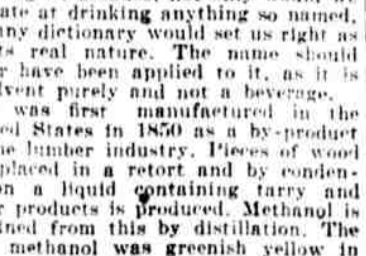 ate at drinking anything so named.
any dictionary would set us right as
ts real nature. The name should
r have been applied to it, as it is
lvent purely and not a beverage.
was first manufactured in the
ed States in 1850 as a by-product
he lumber industry. Pieces of wood
placed in a retort and by conden-
on a liquid containing tarry and
r products is produced. Methanol is
ined from this by distillation. The
methanol was greenish yellow in